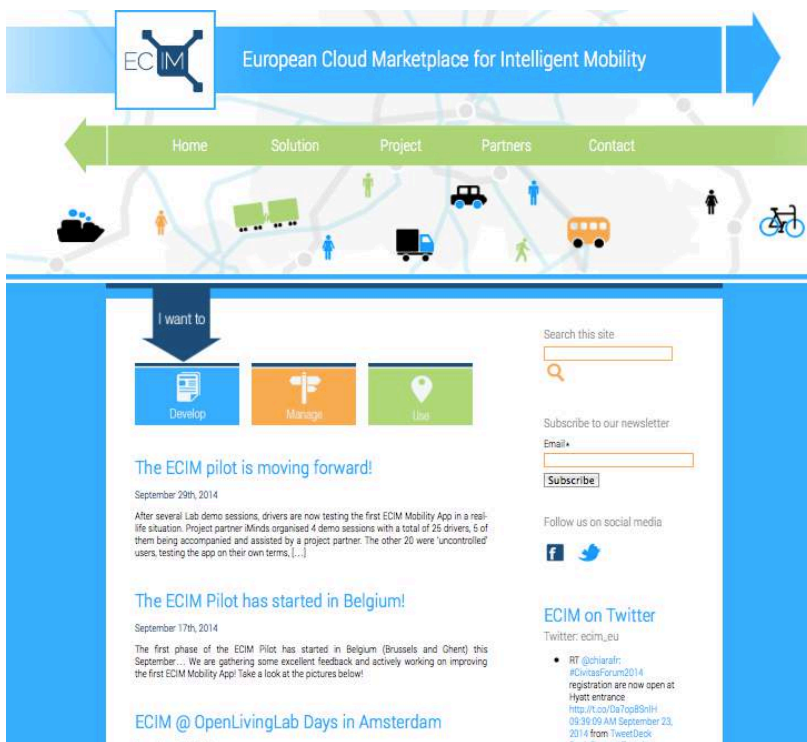 ECIM
European Cloud Marketplace for Intelligent Mobility
Home Solution Project Partners Contact
I want to
Develop Manage Use
The ECIM pilot is moving forward!
September 29th, 2014
After several Lab demo sessions, drivers are now testing the first ECIM Mobility App in a real-
life situation. Project partner iMinds organised 4 demo sessions with a total of 25 drivers, 5 of
them being accompanied and assisted by a project partner. The other 20 were 'uncontrolled'
users, testing the app on their own terms, [...]
The ECIM Pilot has started in Belgium!
September 17th, 2014
The first phase of the ECIM Pilot has started in Belgium (Brussels and Ghent) this
September... We are gathering some excellent feedback and actively working on improving
the first ECIM Mobility App! Take a look at the pictures below!
ECIM @ OpenLivingLab Days in Amsterdam
Search this site
Subscribe to our newsletter
Email*
Subscribe
Follow us on social media
f
ECIM on Twitter
Twitter: ecim_eu
RT @chiarafr:
#CivitasForum2014
registration are now open at
Hyatt entrance
http://t.co/Da7op8SnIH
09:39:09 AM September 23,
2014 from TweetDeck